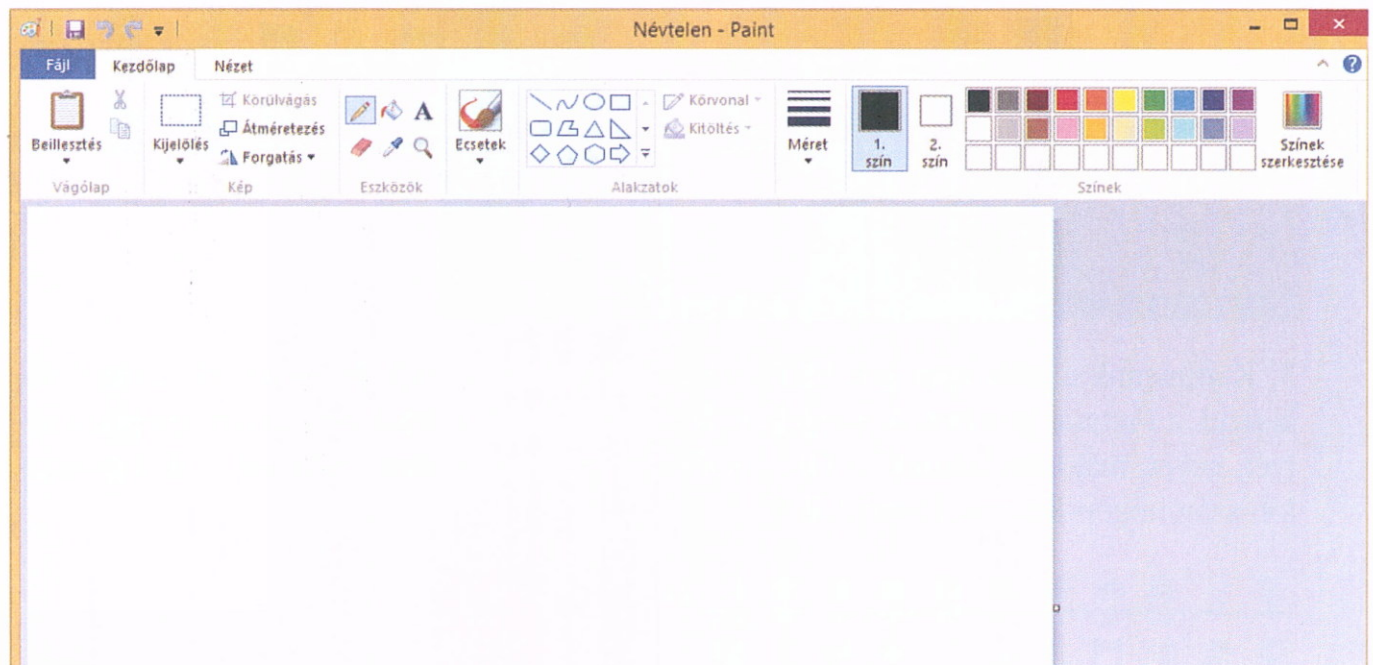 Névtelen - Paint
Fájl Kezdőlap Nézet
Beillesztés
Kijelölés
Körülvágás
Átméretezés
Forgatás
A
Ecsetek
Körvonal
Kitöltés
Méret
1.
szín
2.
szín
Színek
szerkesztése
Vágólap Kép Eszközök Alakzatok Színek